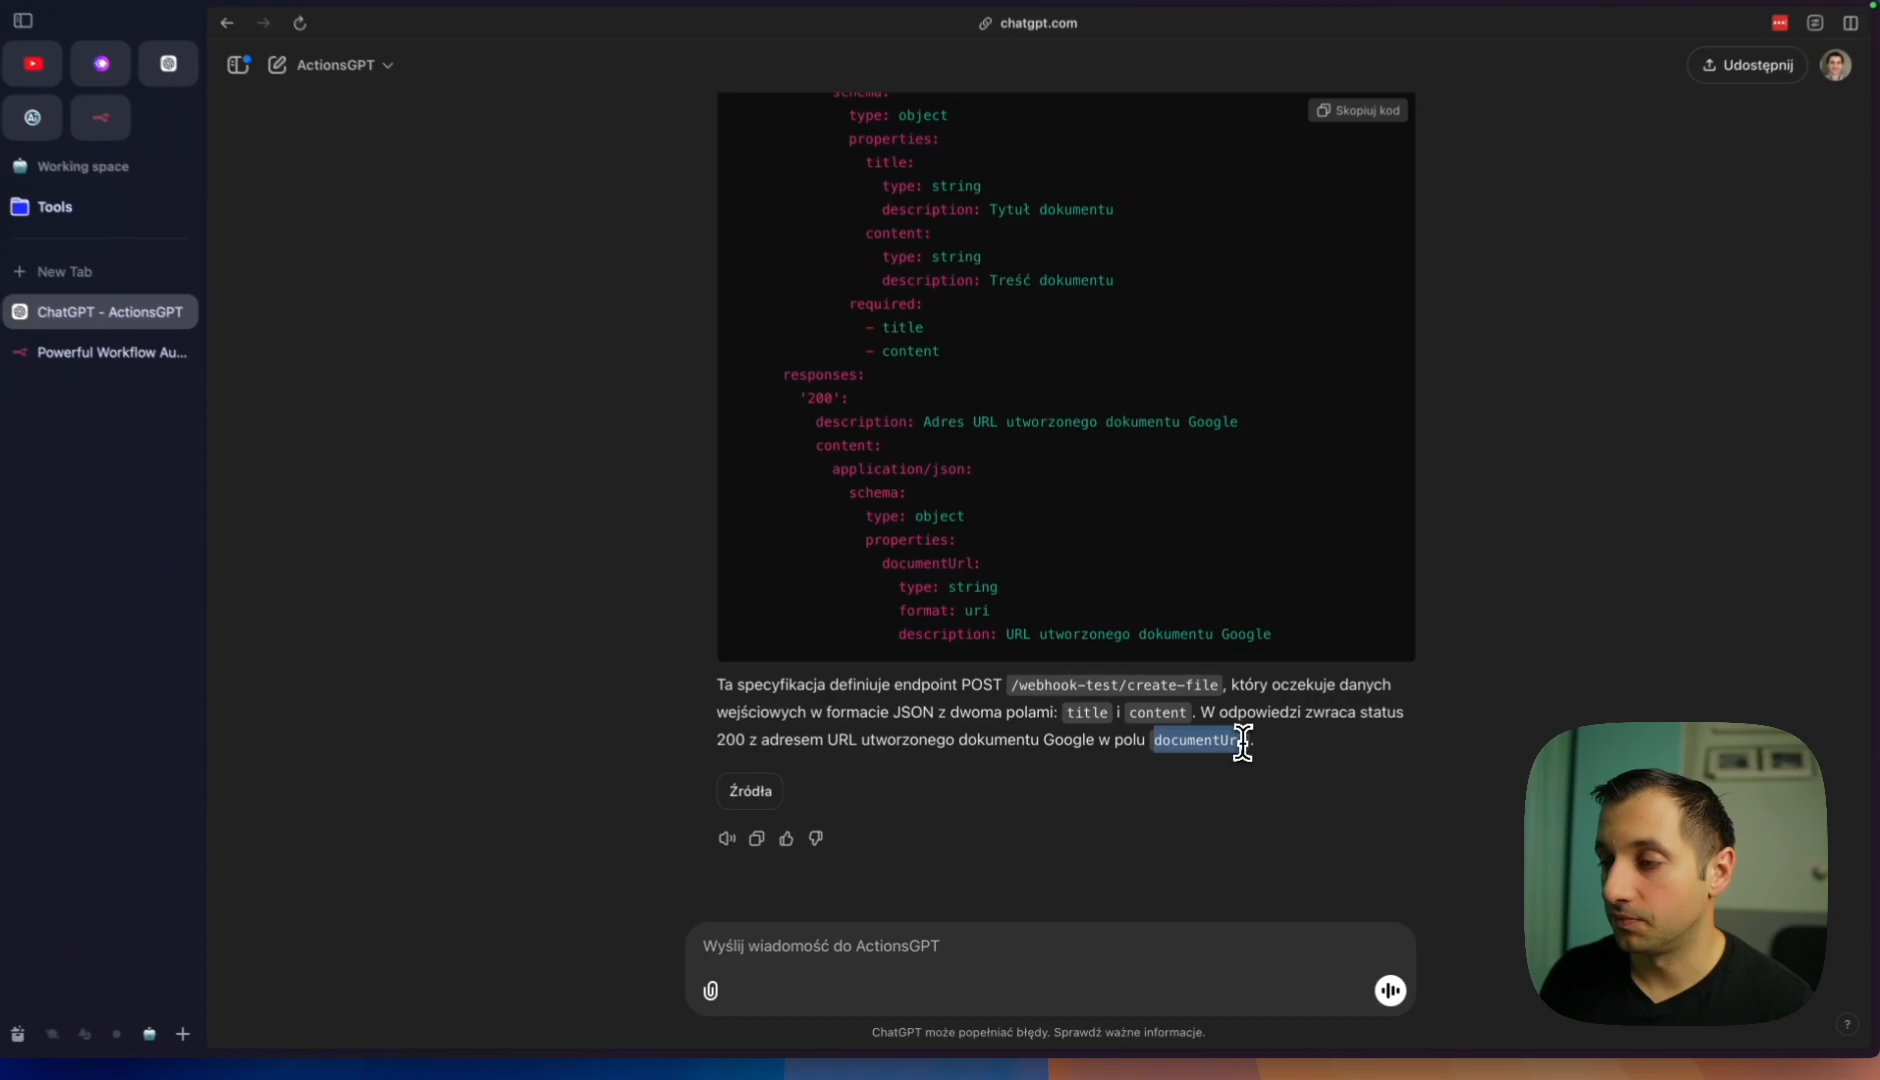 chatgpt.com
ActionsGPT
Udostępnij
Working space
Tools
New Tab
ChatGPT - ActionsGPT
Powerful Workflow Au...
schema:
Skopiuj kod
type: object
properties:
title:
type: string
description: Tytuł dokumentu
content:
type: string
description: Treść dokumentu
required:
- title
- content
responses:
'200':
description: Adres URL utworzonego dokumentu Google
content:
application/json:
schema:
type: object
properties:
documentUrl:
type: string
format: uri
description: URL utworzonego dokumentu Google
Ta specyfikacja definiuje endpoint POST /webhook-test/create-file, który oczekuje danych
wejściowych w formacie JSON z dwoma polami: title i content. W odpowiedzi zwraca status
200 z adresem URL utworzonego dokumentu Google w polu documentUrl.
Źródła
Wyślij wiadomość do ActionsGPT
ChatGPT może popełniać błędy. Sprawdź ważne informacje.
?